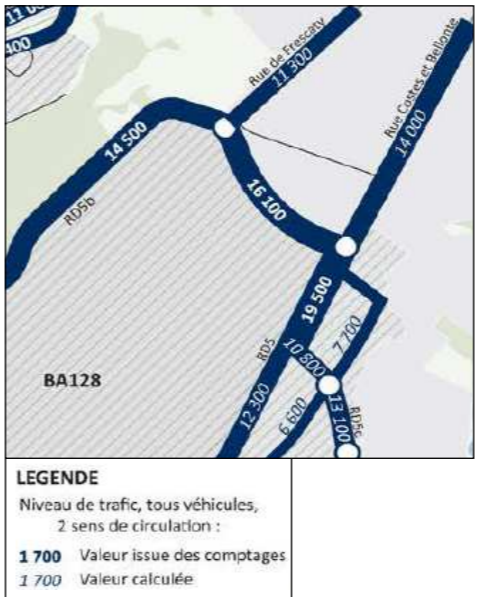 Rue de Frescaty
11 300
Rue Costes et Bellonte
14 000
14 500
RD5b
16 100
19 500
RD5
10 800
7 700
BA128
12 300
6 600
13 100
RD5c
LEGENDE
Niveau de trafic, tous véhicules,
2 sens de circulation :
1 700 Valeur issue des comptages
1 700 Valeur calculée